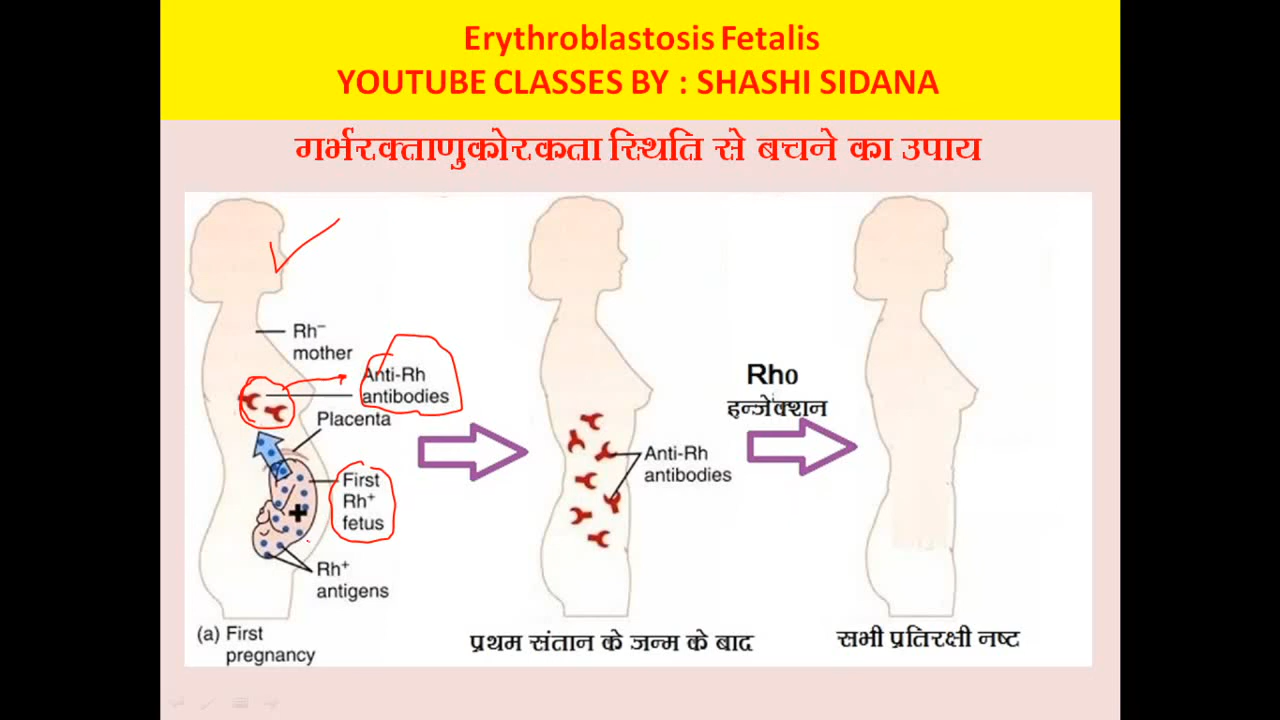 Erythroblastosis Fetalis
YOUTUBE CLASSES BY : SHASHI SIDANA
गर्भरक्ताणुकोरकता स्थिति से बचने का उपाय
Rh−
mother
Anti-Rh
antibodies
Placenta
First
Rh+
fetus
Rh+
antigens
(a) First
pregnancy
Anti-Rh
antibodies
प्रथम संतान के जन्म के बाद
Rho
इन्जेक्शन
सभी प्रतिरक्षी नष्ट